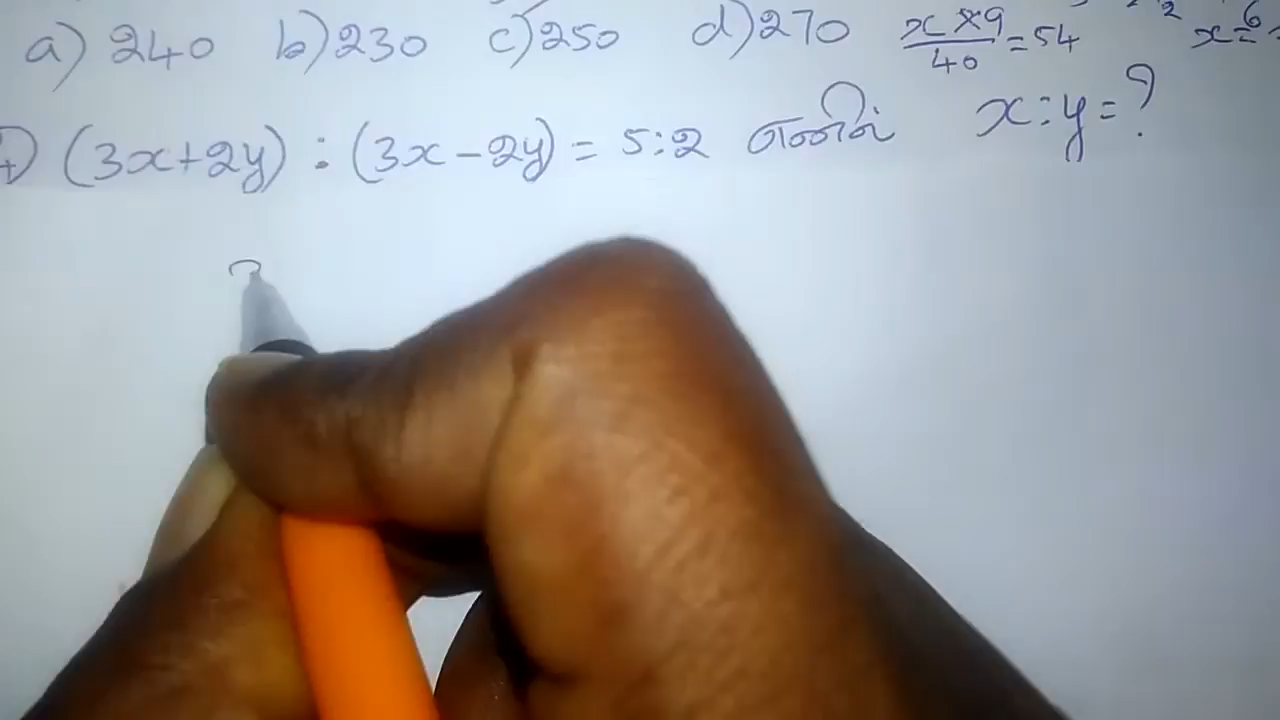 a) 240 b) 230 c) 250 d) 270 x × 9 / 40 = 54 x = 6
(3x+2y) : (3x-2y) = 5:2 எனில் x:y = ?